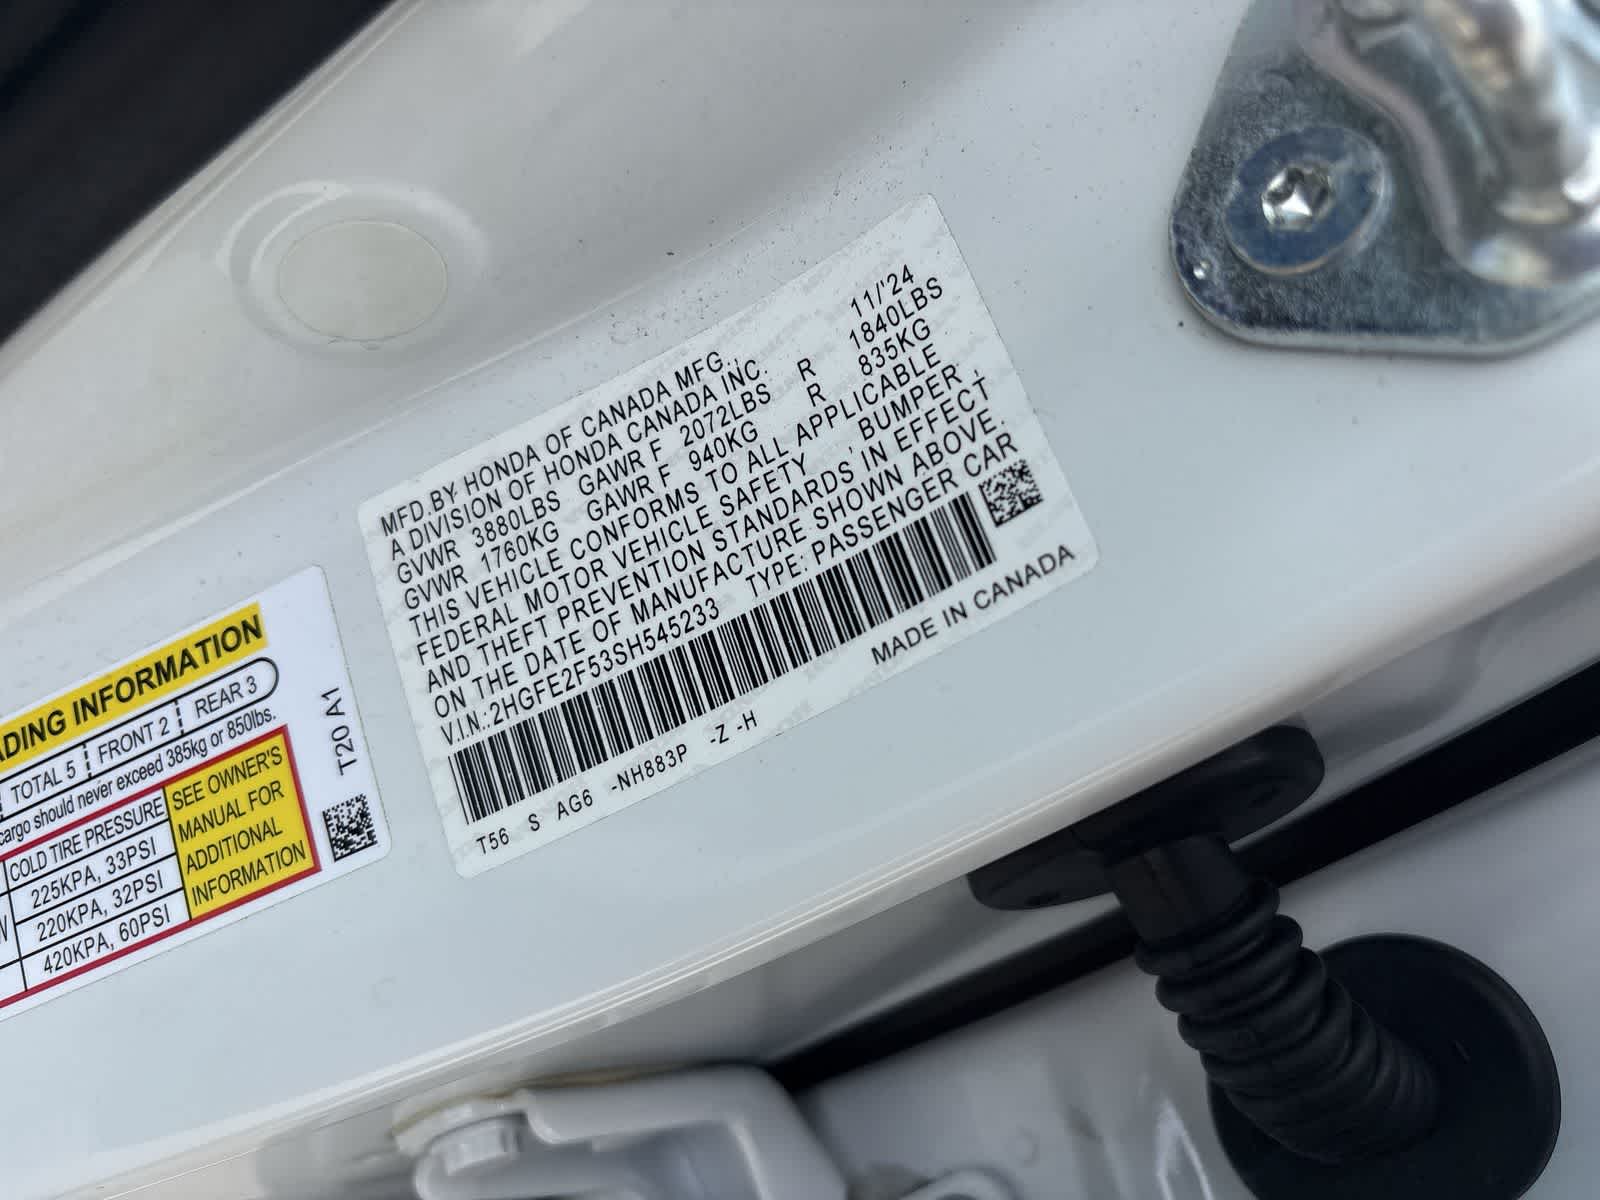 MFD.BY HONDA OF CANADA MFG., 11/'24
A DIVISION OF HONDA CANADA INC.
GVWR 3880LBS GAWR F 2072LBS R 1840LBS
GVWR 1760KG GAWR F 940KG R 835KG
THIS VEHICLE CONFORMS TO ALL APPLICABLE
FEDERAL MOTOR VEHICLE SAFETY , BUMPER ,
AND THEFT PREVENTION STANDARDS IN EFFECT
ON THE DATE OF MANUFACTURE SHOWN ABOVE.
V.I.N.:2HGFE2F53SH545233 TYPE: PASSENGER CAR
MADE IN CANADA
T56 S AG6 -NH883P -Z -H
INFORMATION
TOTAL 5 FRONT 2 REAR 3
cargo should never exceed 385kg or 850lbs.
COLD TIRE PRESSURE
225KPA, 33PSI
220KPA, 32PSI
420KPA, 60PSI
SEE OWNER'S
MANUAL FOR
ADDITIONAL
INFORMATION
T20 A1